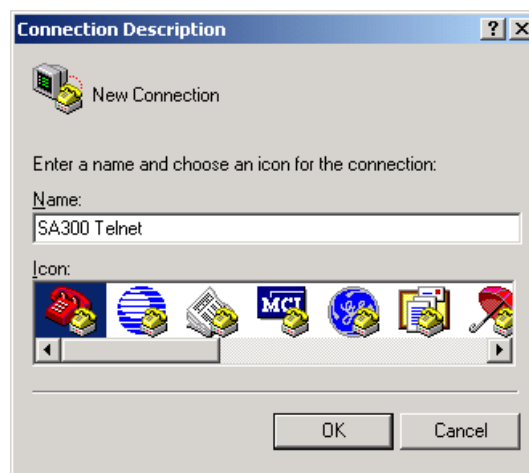 Connection Description
New Connection
Enter a name and choose an icon for the connection:
Name:
SA300 Telnet
Icon:
MCI
OK
Cancel